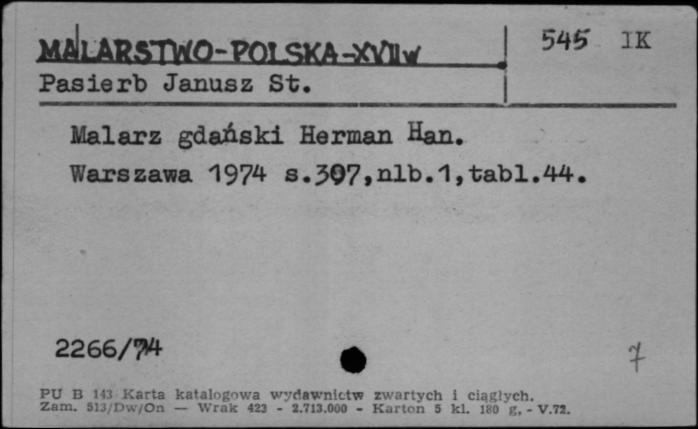 MALARSTWO-POLSKA-XVIIw
545 IK
Pasierb Janusz St.
Malarz gdański Herman Han.
Warszawa 1974 s.307,nlb.1,tabl.44.
2266/74
7
PU B 143 Karta katalogowa wydawnictw zwartych i ciągłych.
Zam. 513/Dw/On — Wrak 423 - 2.713.000 - Karton 5 kl. 180 g, - V.72.